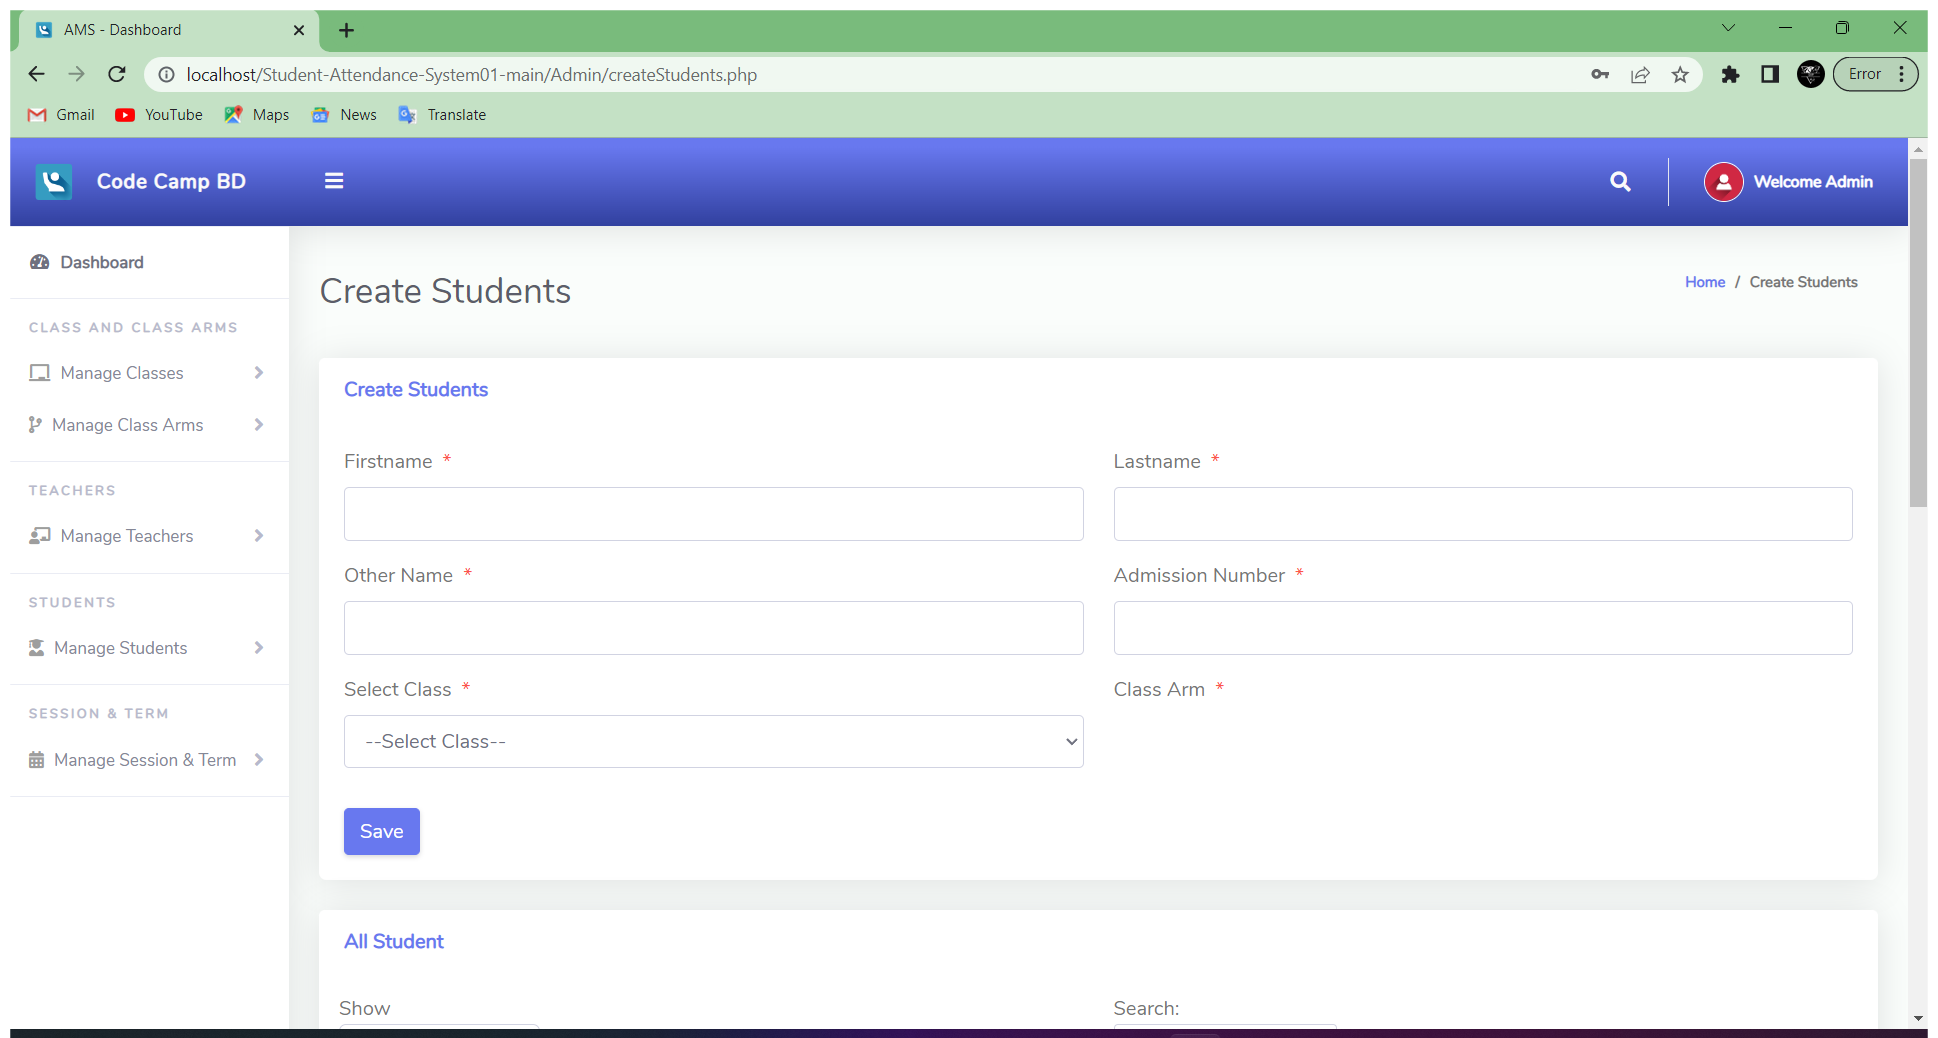 AMS - Dashboard
localhost/Student-Attendance-System01-main/Admin/createStudents.php
Error
Gmail YouTube Maps News Translate
Code Camp BD
Welcome Admin
Dashboard
CLASS AND CLASS ARMS
Manage Classes
Manage Class Arms
TEACHERS
Manage Teachers
STUDENTS
Manage Students
SESSION & TERM
Manage Session & Term
Create Students
Home / Create Students
Create Students
Firstname *
Lastname *
Other Name *
Admission Number *
Select Class *
Class Arm *
--Select Class--
Save
All Student
Show
Search: